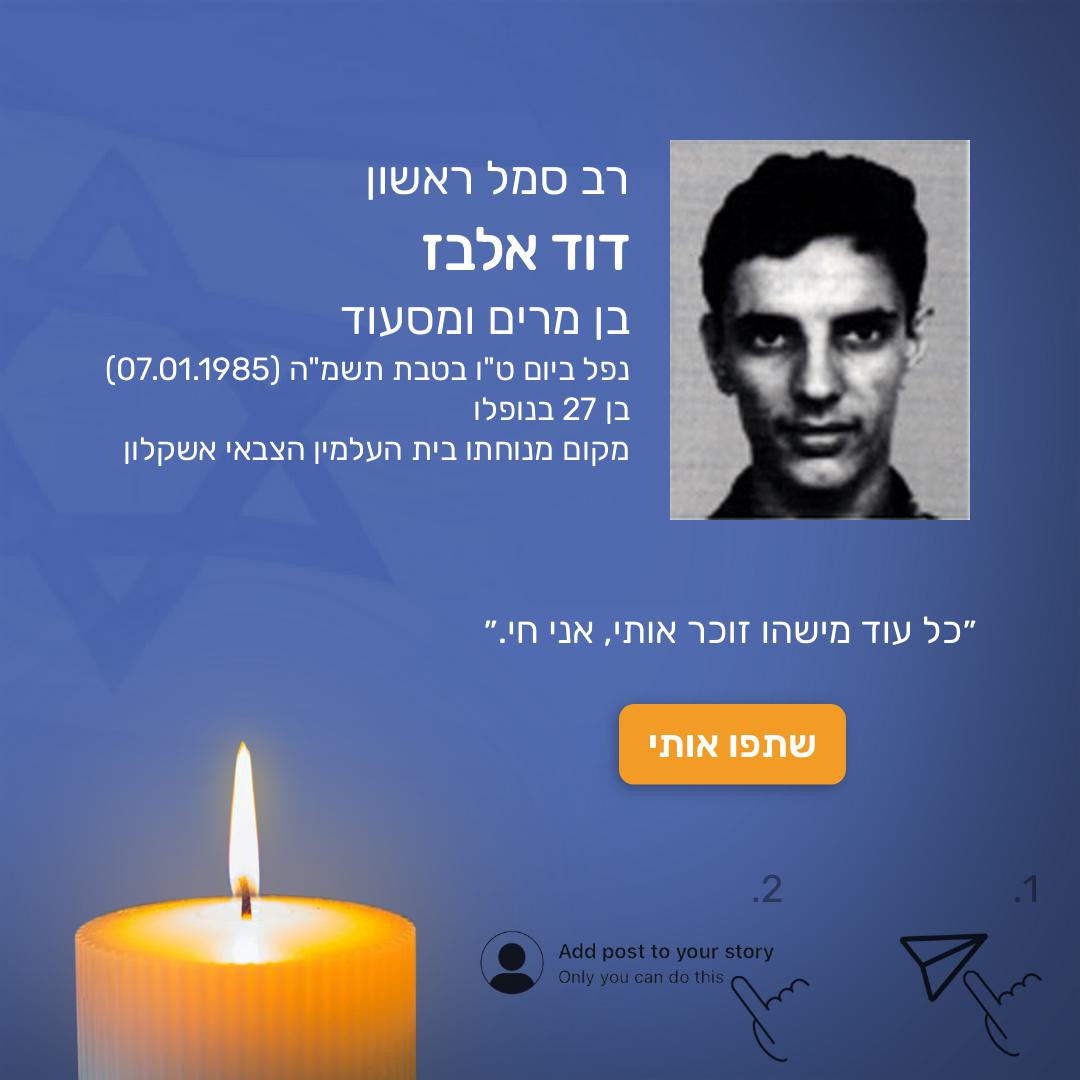 רב סמל ראשון
דוד אלבז
בן מרים ומסעוד
נפל ביום ט"ו בטבת תשמ"ה (07.01.1985)
בן 27 בנופלו
מקום מנוחתו בית העלמין הצבאי אשקלון
״כל עוד מישהו זוכר אותי, אני חי.״
שתפו אותי
1.
2.
Add post to your story
Only you can do this